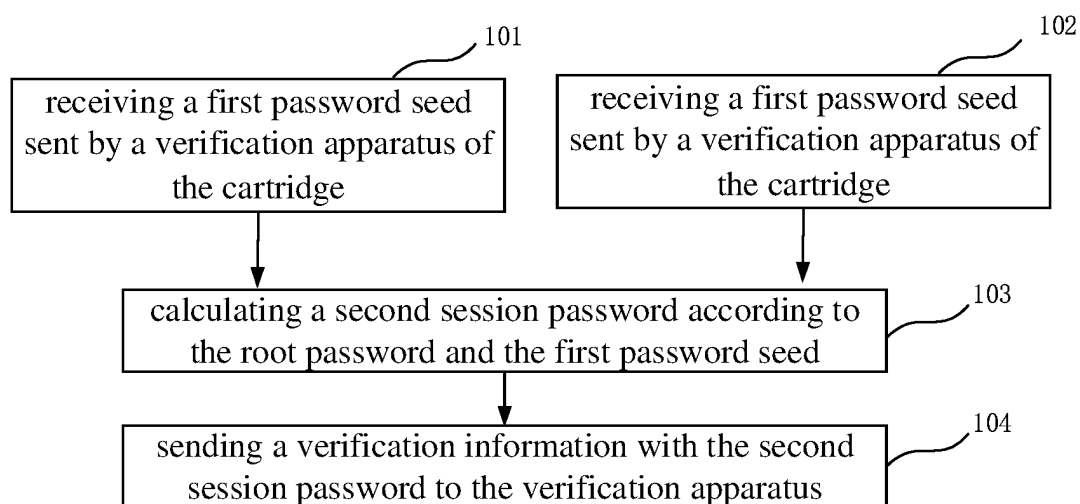 101
102
receiving a first password seed
sent by a verification apparatus of
the cartridge
receiving a first password seed
sent by a verification apparatus of
the cartridge
103
calculating a second session password according to
the root password and the first password seed
104
sending a verification information with the second
session password to the verification apparatus